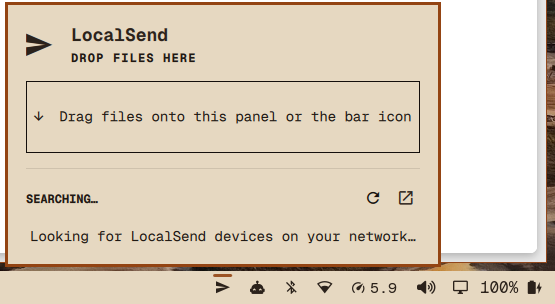 LocalSend
DROP FILES HERE
↓ Drag files onto this panel or the bar icon
SEARCHING…
Looking for LocalSend devices on your network…
5.9
100%